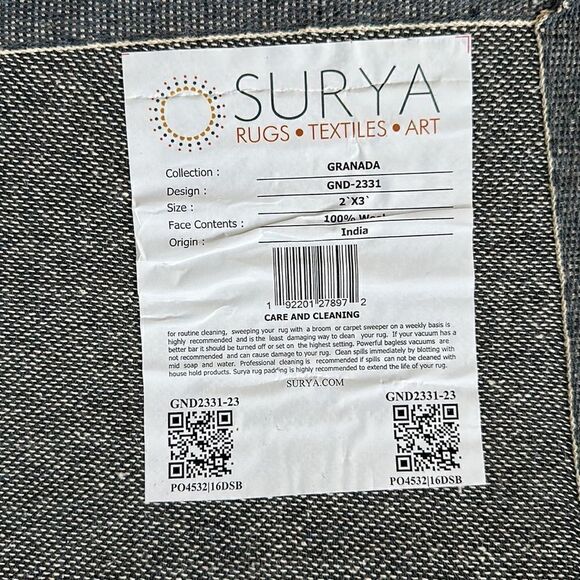 SURYA
RUGS • TEXTILES • ART
Collection : GRANADA
Design : GND-2331
Size : 2`X3`
Face Contents : 100% Wool
Origin : India
1 92201 27897 2
CARE AND CLEANING
for routine cleaning, sweeping your rug with a broom or carpet sweeper on a weekly basis is
highly recommended and is the least damaging way to clean your rug. If your vacuum has a
better bar it should be turned off or set on the highest setting. Powerful bagless vacuums are
not recommended and can cause damage to your rug. Clean spills immediately by blotting with
mid soap and water. Professional cleaning is recommended if spills can not be cleaned with
house hold products. Surya rug padding is highly recommended to extend the life of your rug.
SURYA.COM
GND2331-23
GND2331-23
PO4532|16DSB
PO4532|16DSB